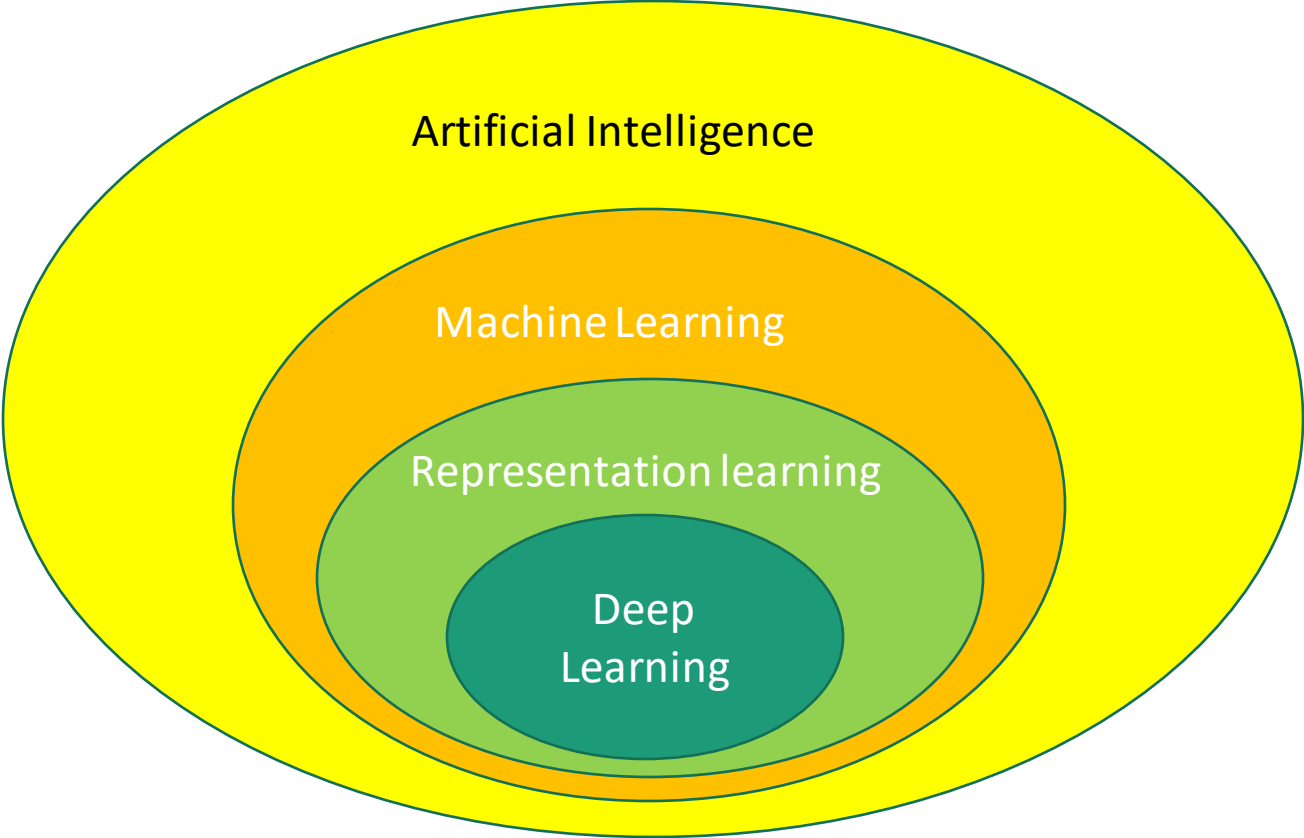 Artificial Intelligence
Machine Learning
Representation learning
Deep
Learning